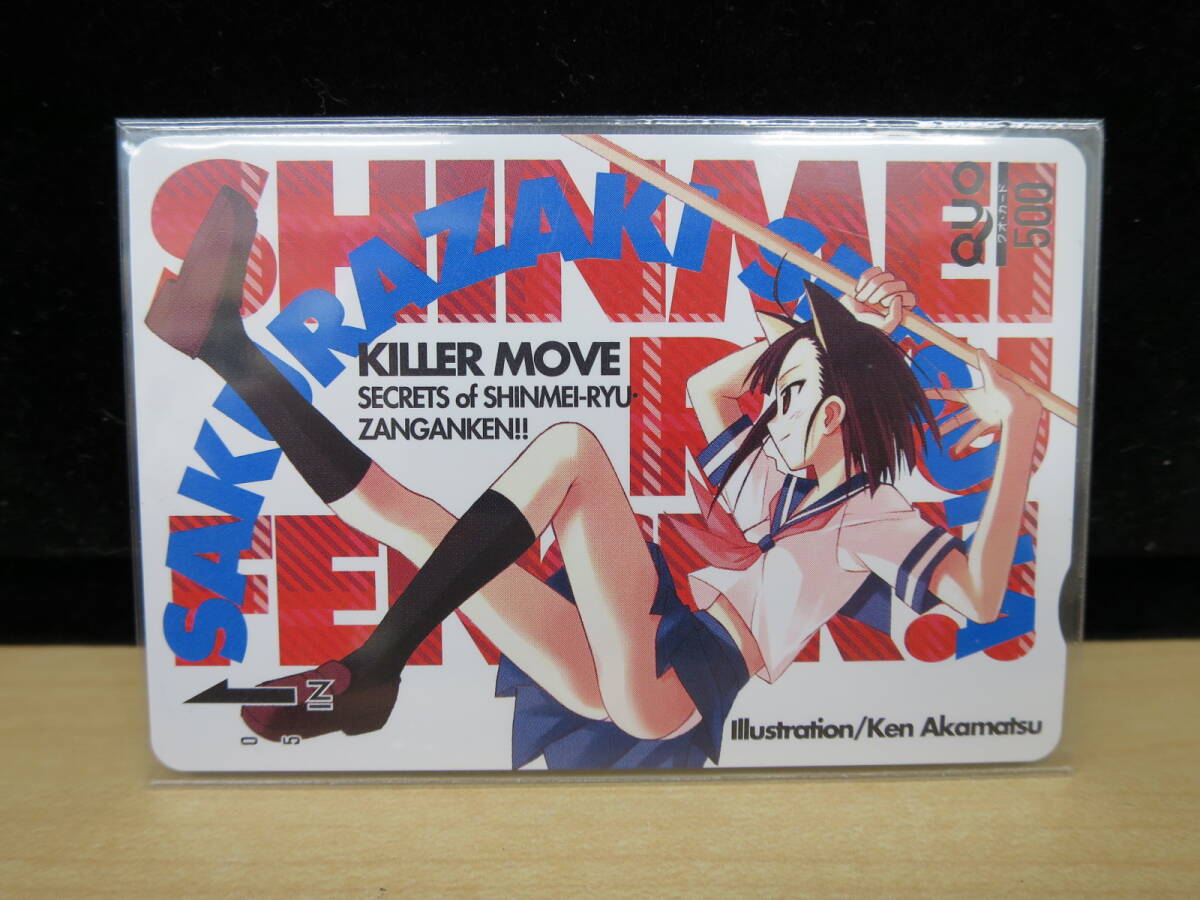 SHINMEI
SAKURAZAKI
QUO
クオ・カード
500
KILLER MOVE
SECRETS of SHINMEI-RYU·
ZANGANKEN!!
IN
0
5
Illustration/Ken Akamatsu